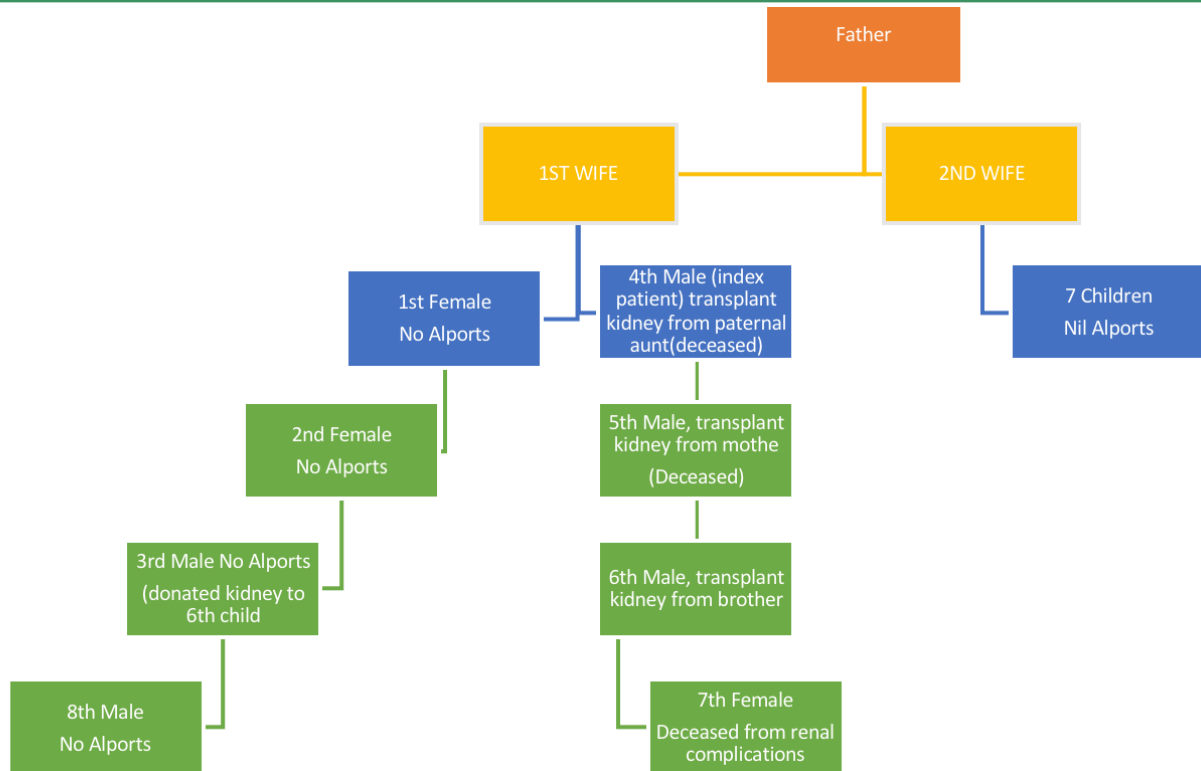 Father
1ST WIFE
2ND WIFE
1st Female
No Alports
4th Male (index
patient) transplant
kidney from paternal
aunt(deceased)
7 Children
Nil Alports
2nd Female
No Alports
5th Male, transplant
kidney from mothe
(Deceased)
3rd Male No Alports
(donated kidney to
6th child
6th Male, transplant
kidney from brother
8th Male
No Alports
7th Female
Deceased from renal
complications